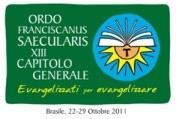 ORDO
FRANCISCANUS
SAECULARIS XIII
CAPITOLO
GENERALE
Evangelizzati per evangelizzare
Brasile, 22-29 Ottobre 2011